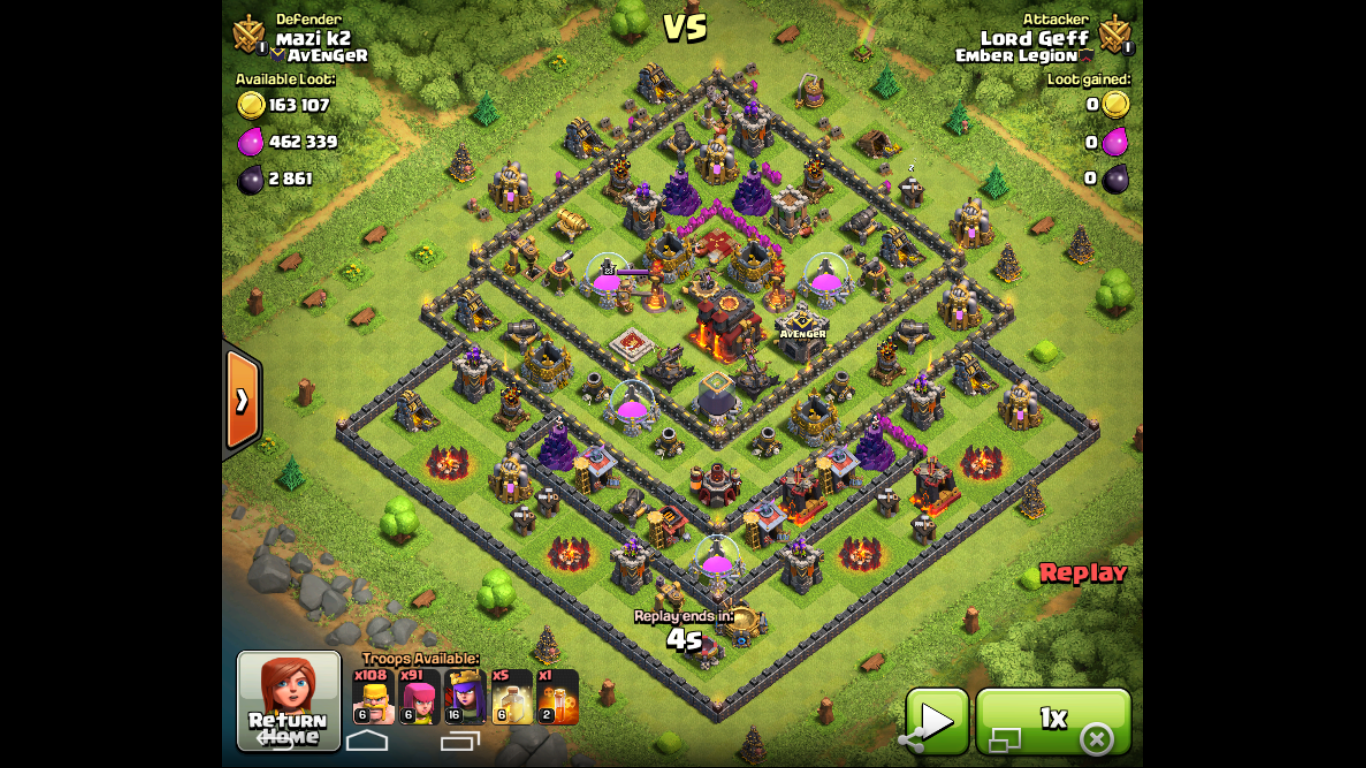 Defender
mazi k2
AvEnGeR
Available Loot:
163 107
462 339
2 861
VS
Attacker
Lord Geff
Ember Legion
Loot gained:
0
0
0
23
AvEnGeR
Replay
Replay ends in:
4s
Troops Available:
x108
x91
x5
x1
6
6
16
6
2
Return
Home
1x